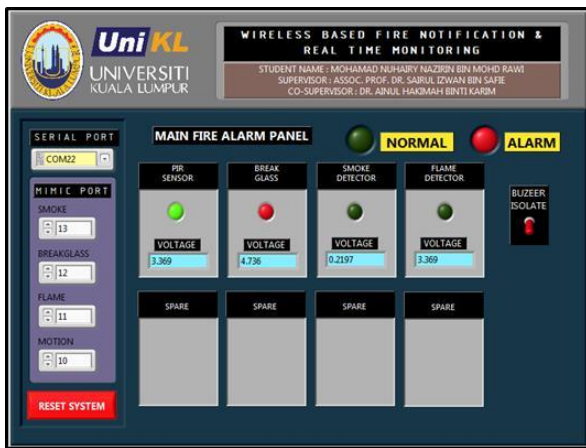 Uni KL
UNIVERSITI
KUALA LUMPUR
WIRELESS BASED FIRE NOTIFICATION &
REAL TIME MONITORING
STUDENT NAME : MOHAMAD NUHAIRY NAZIRIN BIN MOHD RAWI
SUPERVISOR : ASSOC. PROF. DR. SAIRUL IZWAN BIN SAFIE
CO-SUPERVISOR : DR. AINUL HAKIMAH BINTI KARIM
SERIAL PORT
COM22
MIMIC PORT
SMOKE
13
BREAKGLASS
12
FLAME
11
MOTION
10
RESET SYSTEM
MAIN FIRE ALARM PANEL
NORMAL
ALARM
PIR
SENSOR
VOLTAGE
3.369
BREAK
GLASS
VOLTAGE
4.736
SMOKE
DETECTOR
VOLTAGE
0.2197
FLAME
DETECTOR
VOLTAGE
3.369
BUZEER
ISOLATE
SPARE
SPARE
SPARE
SPARE